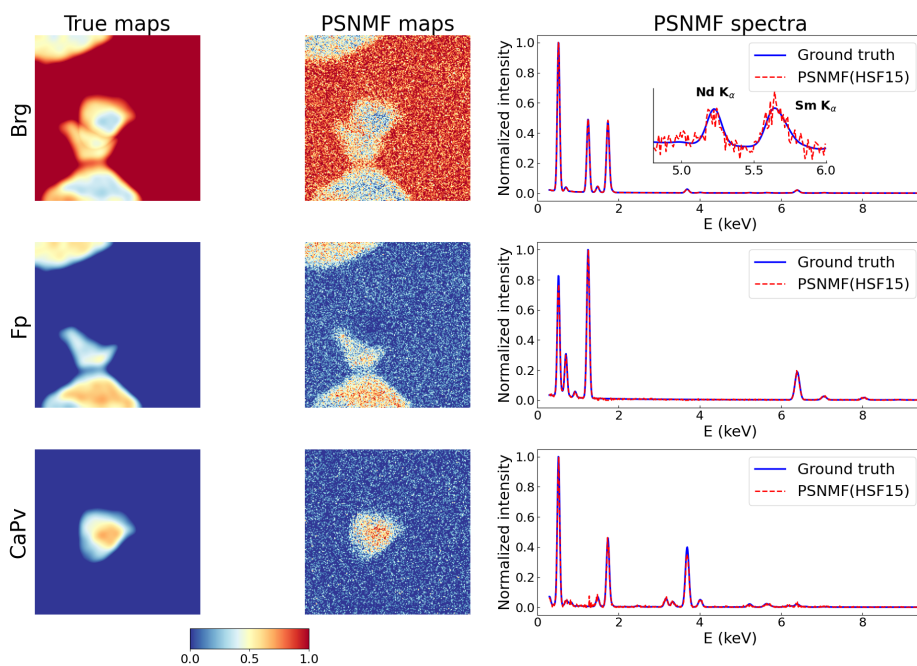 True maps
PSNMF maps
PSNMF spectra
Brg
Normalized intensity
1.0
0.8
0.6
0.4
0.2
0.0
Ground truth
PSNMF(HSF15)
Nd Kα
Sm Kα
5.0
5.5
6.0
0
2
4
6
8
E (keV)
Fp
Normalized intensity
1.0
0.8
0.6
0.4
0.2
0.0
Ground truth
PSNMF(HSF15)
0
2
4
6
8
E (keV)
CaPv
Normalized intensity
1.0
0.8
0.6
0.4
0.2
0.0
Ground truth
PSNMF(HSF15)
0
2
4
6
8
E (keV)
0.0
0.5
1.0